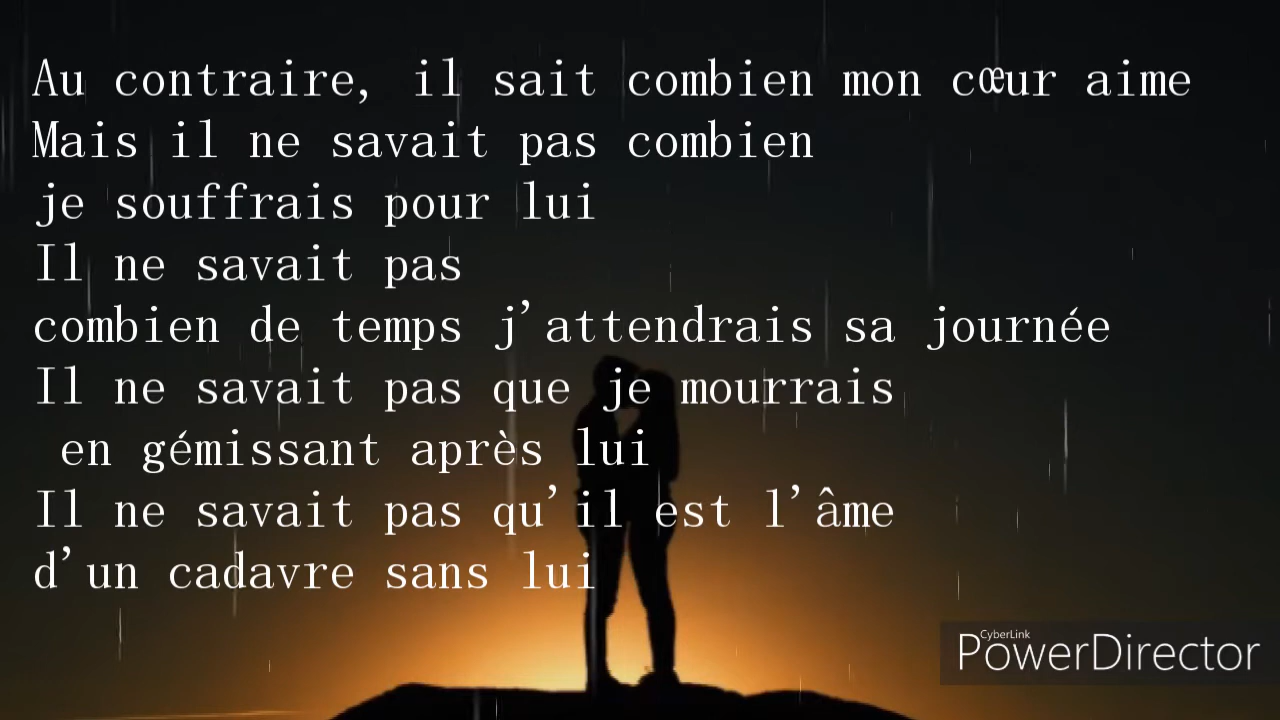 Au contraire, il sait combien mon cœur aime
Mais il ne savait pas combien
je souffrais pour lui
Il ne savait pas
combien de temps j’attendrais sa journée
Il ne savait pas que je mourrais
en gémissant après lui
Il ne savait pas qu’il est l’âme
d’un cadavre sans lui
CyberLink
PowerDirector